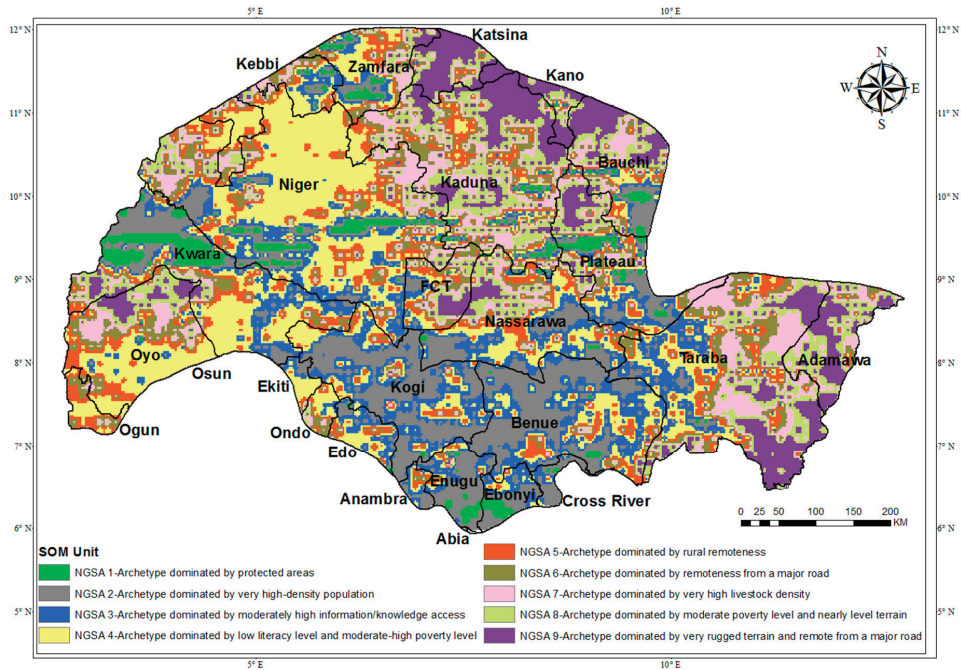 5° E
10° E
12° N
12° N
Katsina
Kebbi
Zamfara
Kano
N
W
E
S
11° N
11° N
Bauchi
Niger
Kaduna
10° N
10° N
Kwara
Plateau
9° N
9° N
FCT
Nassarawa
8° N
8° N
Oyo
Osun
Taraba
Adamawa
Ekiti
Kogi
Benue
Ogun
Ondo
7° N
7° N
Edo
Enugu
Ebonyi
Anambra
Cross River
6° N
6° N
Abia
0 25 50 100 150 200
KM
SOM Unit
NGSA 1-Archetype dominated by protected areas
NGSA 2-Archetype dominated by very high-density population
NGSA 3-Archetype dominated by moderately high information/knowledge access
NGSA 4-Archetype dominated by low literacy level and moderate-high poverty level
NGSA 5-Archetype dominated by rural remoteness
NGSA 6-Archetype dominated by remoteness from a major road
NGSA 7-Archetype dominated by very high livestock density
NGSA 8-Archetype dominated by moderate poverty level and nearly level terrain
NGSA 9-Archetype dominated by very rugged terrain and remote from a major road
5° N
5° N
5° E
10° E